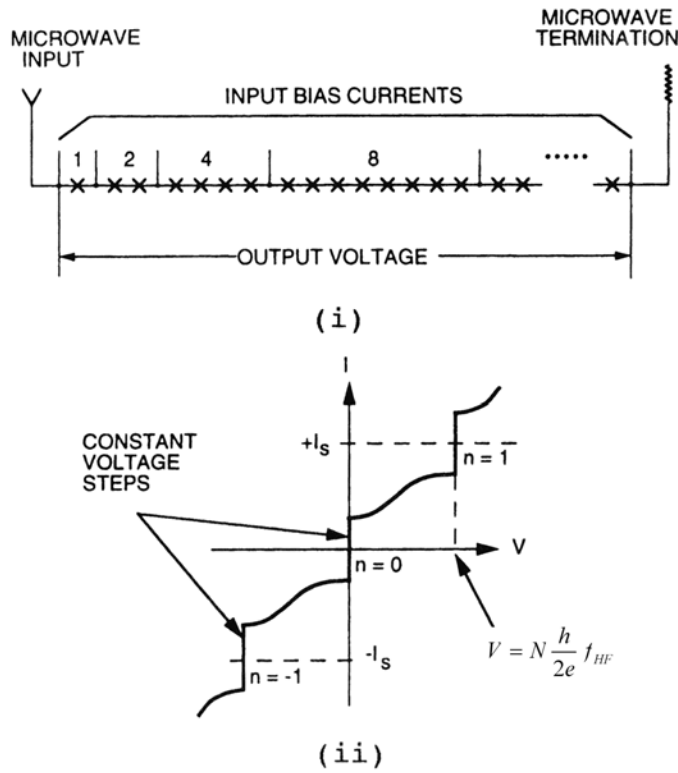 MICROWAVE
INPUT
MICROWAVE
TERMINATION
INPUT BIAS CURRENTS
1 2 4 8
OUTPUT VOLTAGE
(i)
I
CONSTANT
VOLTAGE
STEPS
+Is
n = 1
V
n = 0
-Is
n = -1
V = N h/2e f HF
(ii)